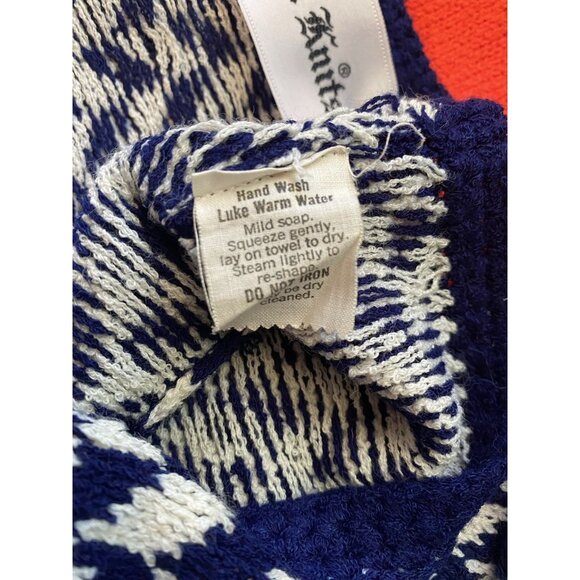 Knits®
Hand Wash
Luke Warm Water
Mild soap.
Squeeze gently,
lay on towel to dry.
Steam lightly to
re-shape.
DO NOT IRON
be dry
cleaned.